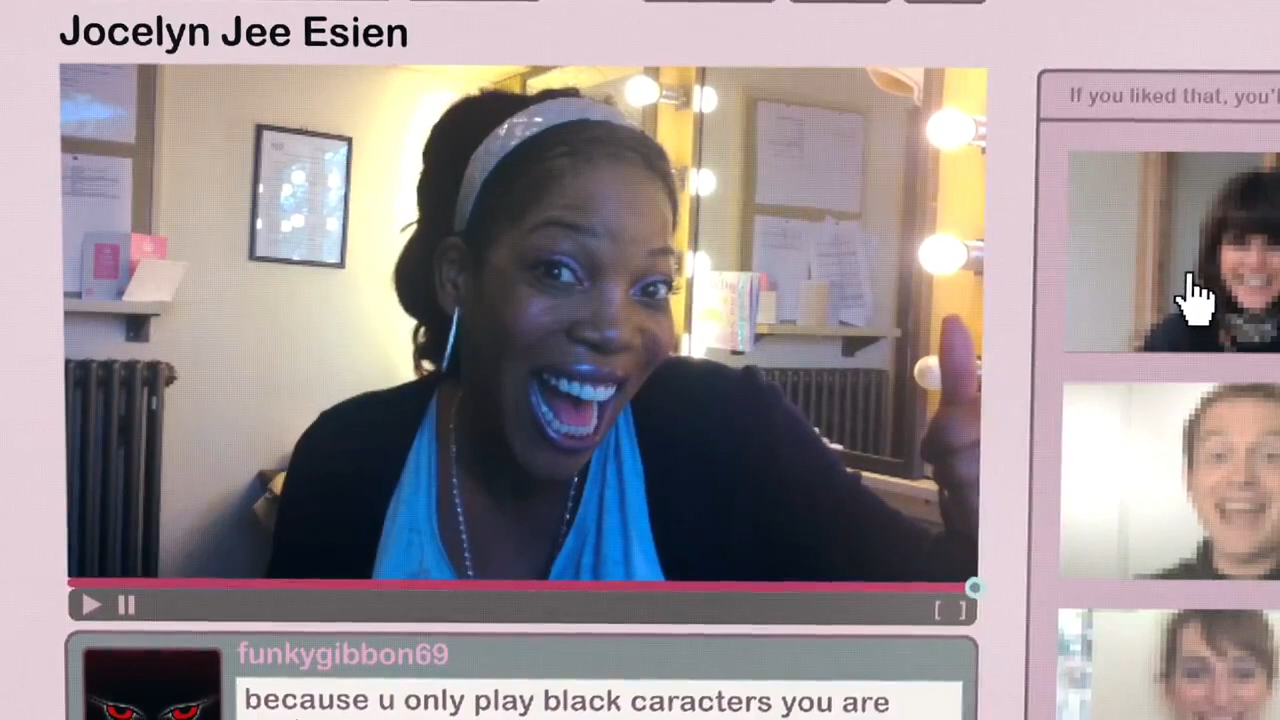 Jocelyn Jee Esien
If you liked that, you'l
funkygibbon69
because u only play black caracters you are